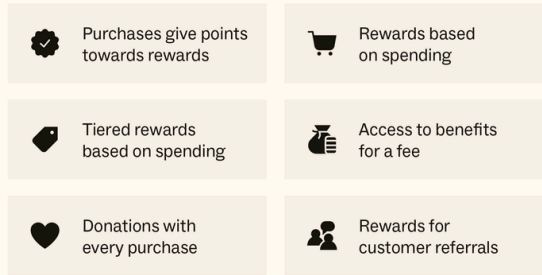 Purchases give points
towards rewards
Rewards based
on spending
Tiered rewards
based on spending
Access to benefits
for a fee
Donations with
every purchase
Rewards for
customer referrals